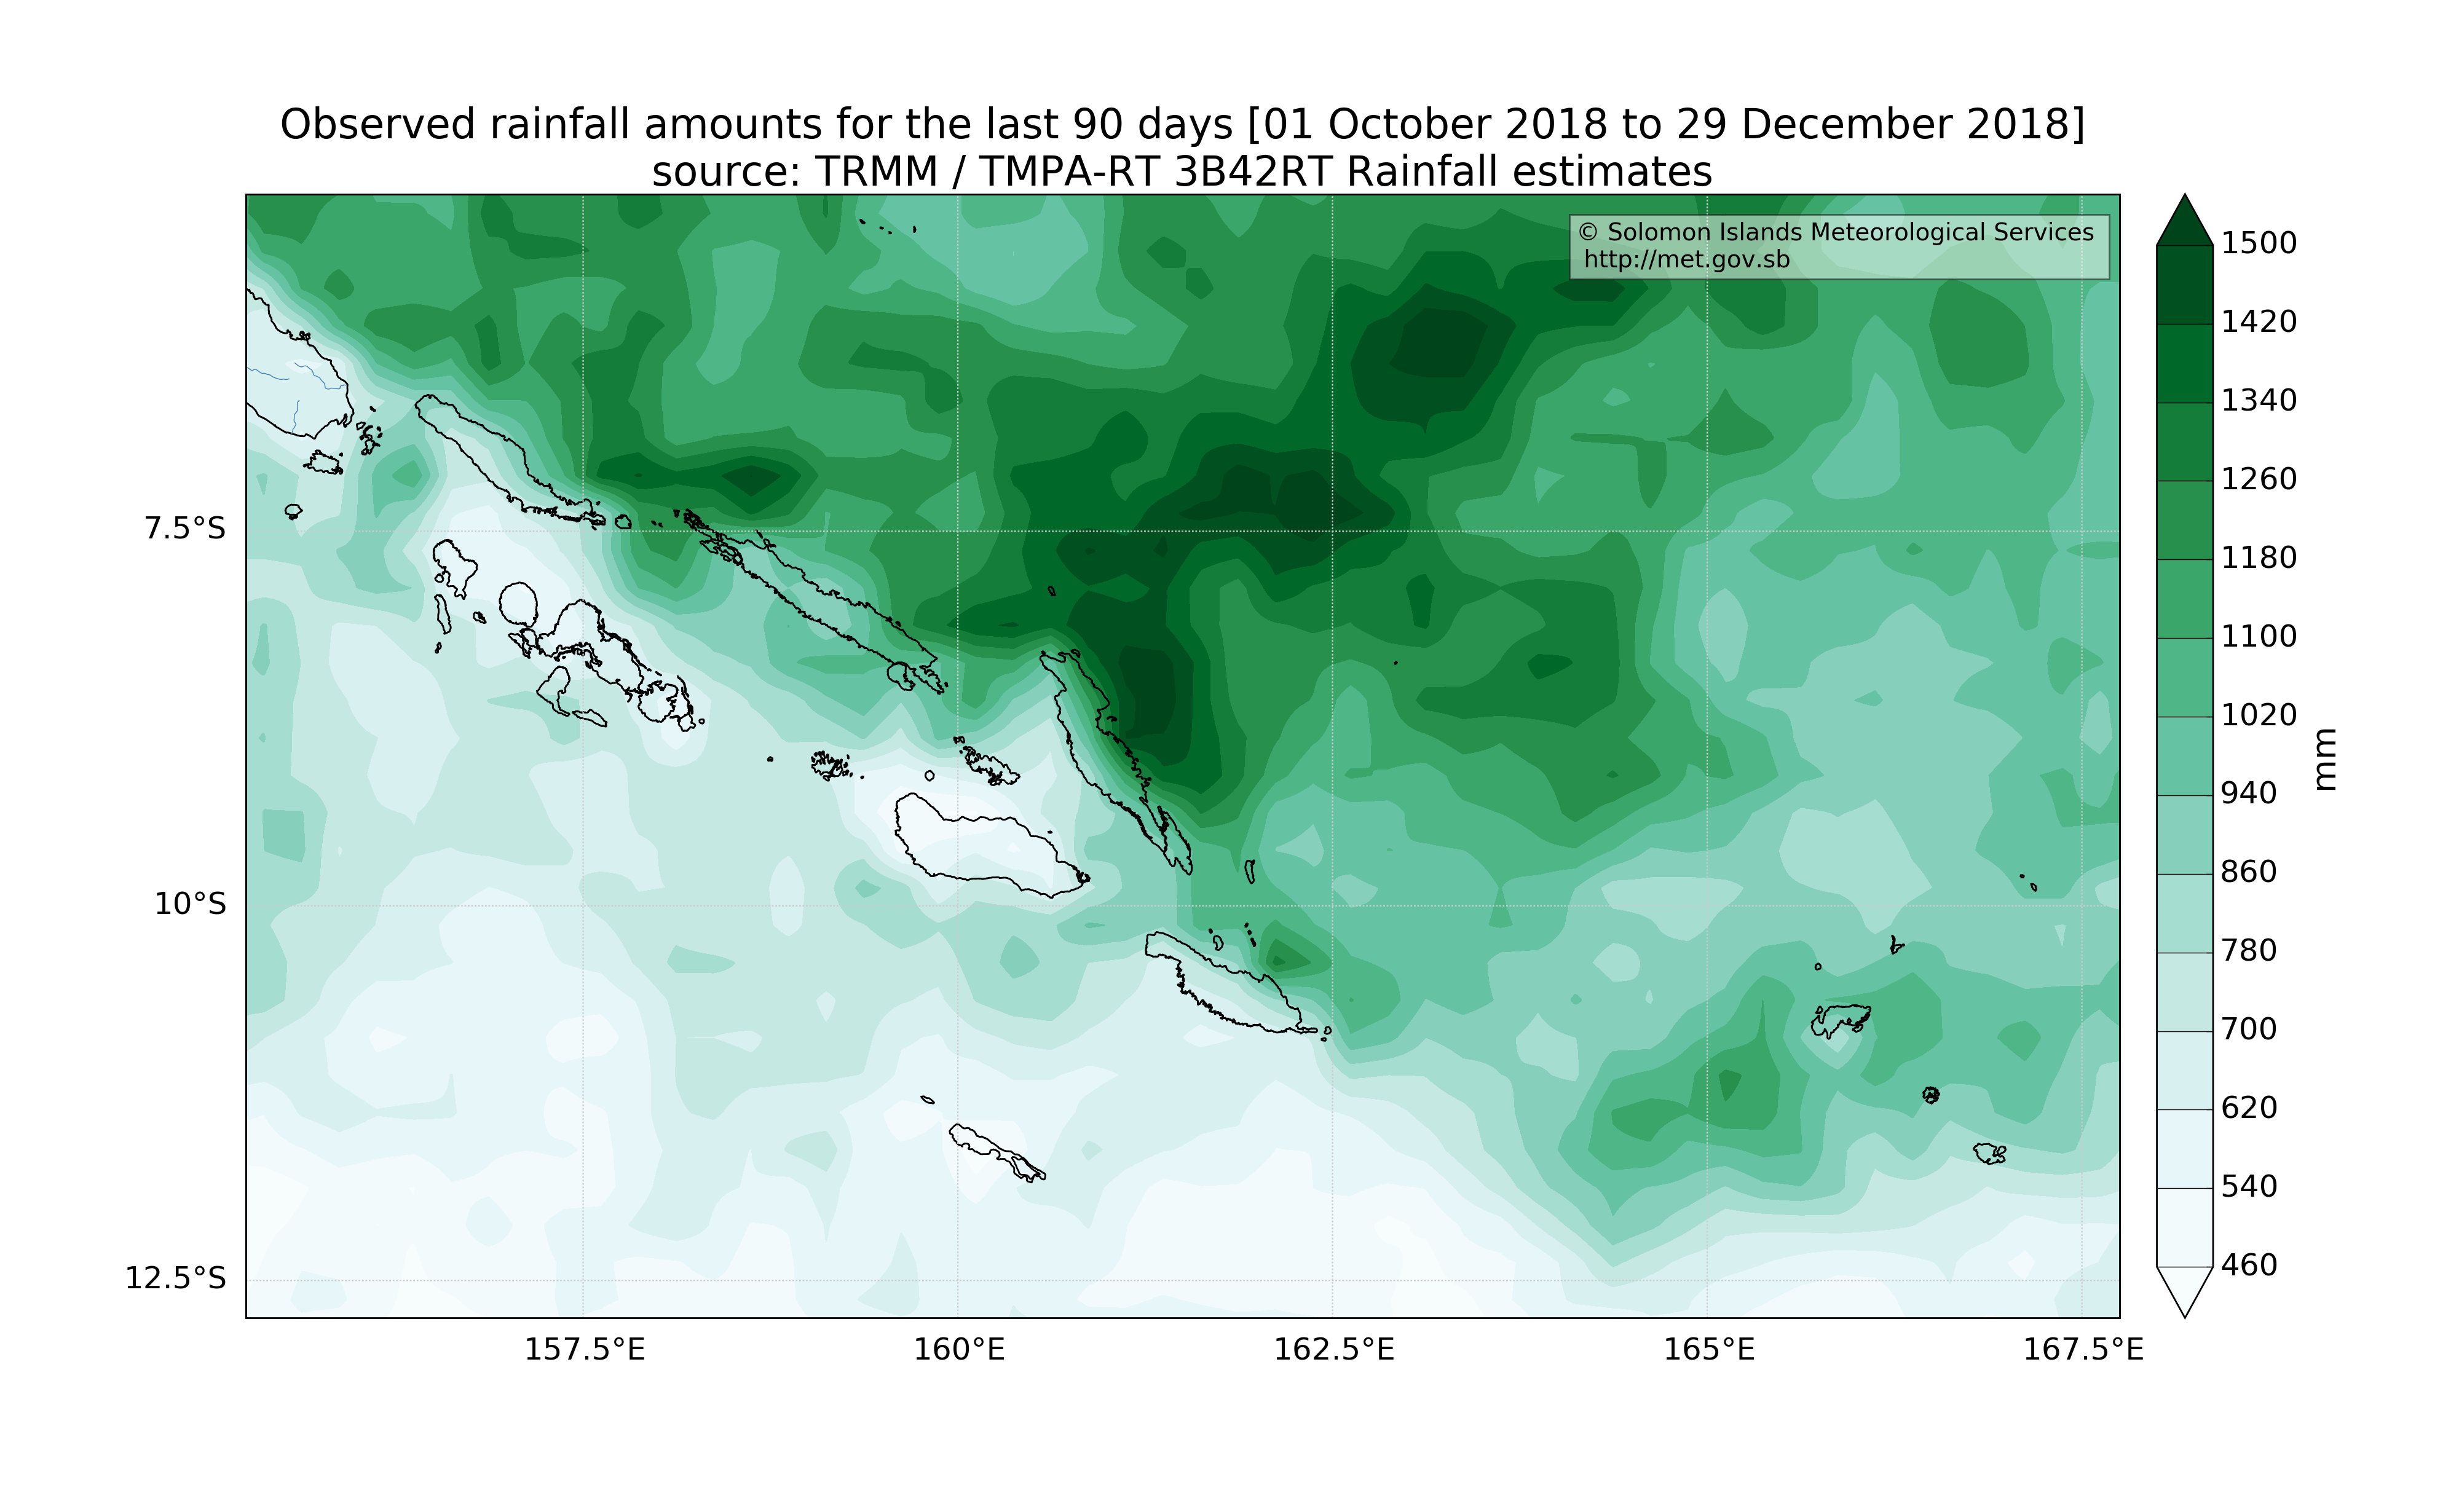 Observed rainfall amounts for the last 90 days [01 October 2018 to 29 December 2018]
source: TRMM / TMPA-RT 3B42RT Rainfall estimates
© Solomon Islands Meteorological Services
http://met.gov.sb
1500
1420
1340
1260
1180
1100
1020
940
860
780
700
620
540
460
mm
7.5°S
10°S
12.5°S
157.5°E
160°E
162.5°E
165°E
167.5°E